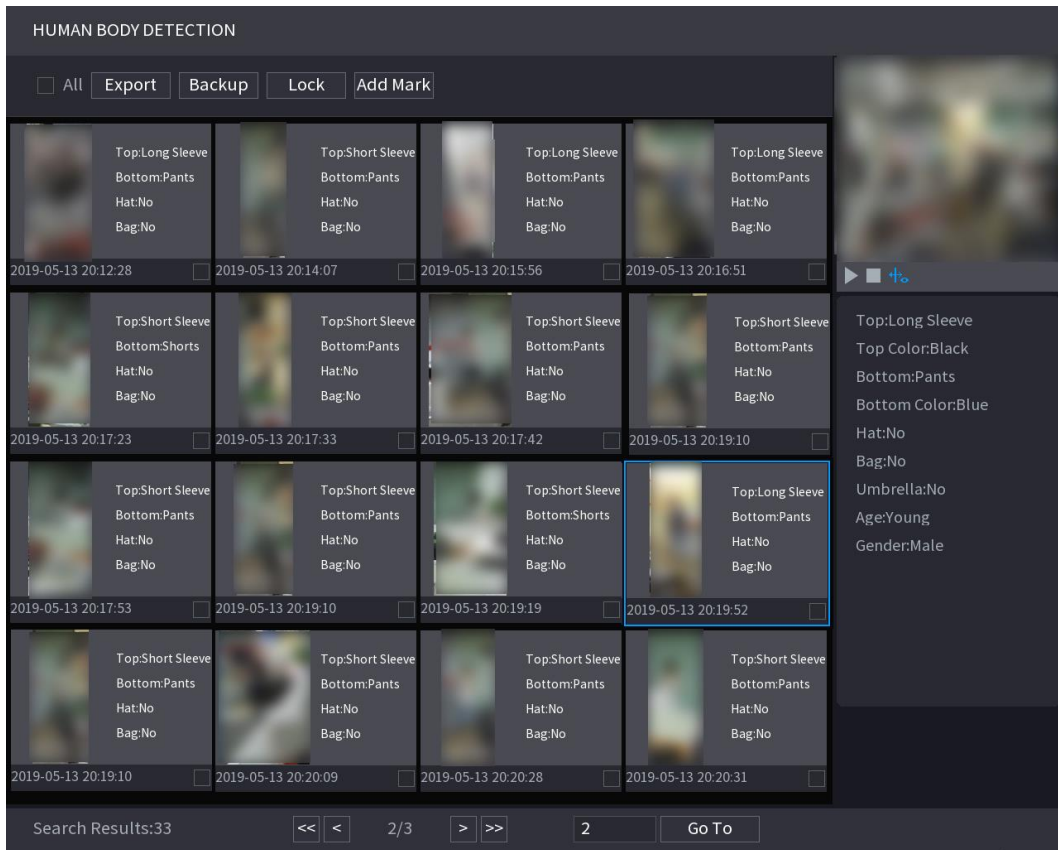 HUMAN BODY DETECTION
All Export Backup Lock Add Mark
Top:Long Sleeve
Bottom:Pants
Hat:No
Bag:No
2019-05-13 20:12:28
Top:Short Sleeve
Bottom:Pants
Hat:No
Bag:No
2019-05-13 20:14:07
Top:Long Sleeve
Bottom:Pants
Hat:No
Bag:No
2019-05-13 20:15:56
Top:Long Sleeve
Bottom:Pants
Hat:No
Bag:No
2019-05-13 20:16:51
Top:Short Sleeve
Bottom:Shorts
Hat:No
Bag:No
2019-05-13 20:17:23
Top:Short Sleeve
Bottom:Pants
Hat:No
Bag:No
2019-05-13 20:17:33
Top:Short Sleeve
Bottom:Pants
Hat:No
Bag:No
2019-05-13 20:17:42
Top:Short Sleeve
Bottom:Pants
Hat:No
Bag:No
2019-05-13 20:19:10
Top:Short Sleeve
Bottom:Pants
Hat:No
Bag:No
2019-05-13 20:17:53
Top:Short Sleeve
Bottom:Pants
Hat:No
Bag:No
2019-05-13 20:19:10
Top:Short Sleeve
Bottom:Shorts
Hat:No
Bag:No
2019-05-13 20:19:19
Top:Long Sleeve
Bottom:Pants
Hat:No
Bag:No
2019-05-13 20:19:52
Top:Short Sleeve
Bottom:Pants
Hat:No
Bag:No
2019-05-13 20:19:10
Top:Short Sleeve
Bottom:Pants
Hat:No
Bag:No
2019-05-13 20:20:09
Top:Short Sleeve
Bottom:Pants
Hat:No
Bag:No
2019-05-13 20:20:28
Top:Short Sleeve
Bottom:Pants
Hat:No
Bag:No
2019-05-13 20:20:31
Top:Long Sleeve
Top Color:Black
Bottom:Pants
Bottom Color:Blue
Hat:No
Bag:No
Umbrella:No
Age:Young
Gender:Male
Search Results:33 << < 2/3 > >> 2 Go To